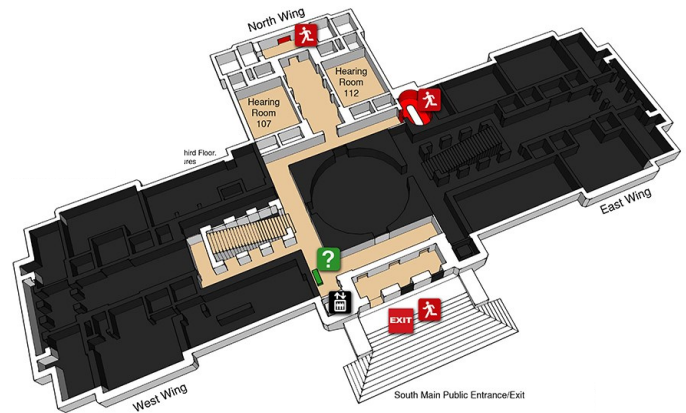 North Wing
Hearing
Room
112
Hearing
Room
107
hird Floor,
ures
East Wing
?
EXIT
West Wing
South Main Public Entrance/Exit